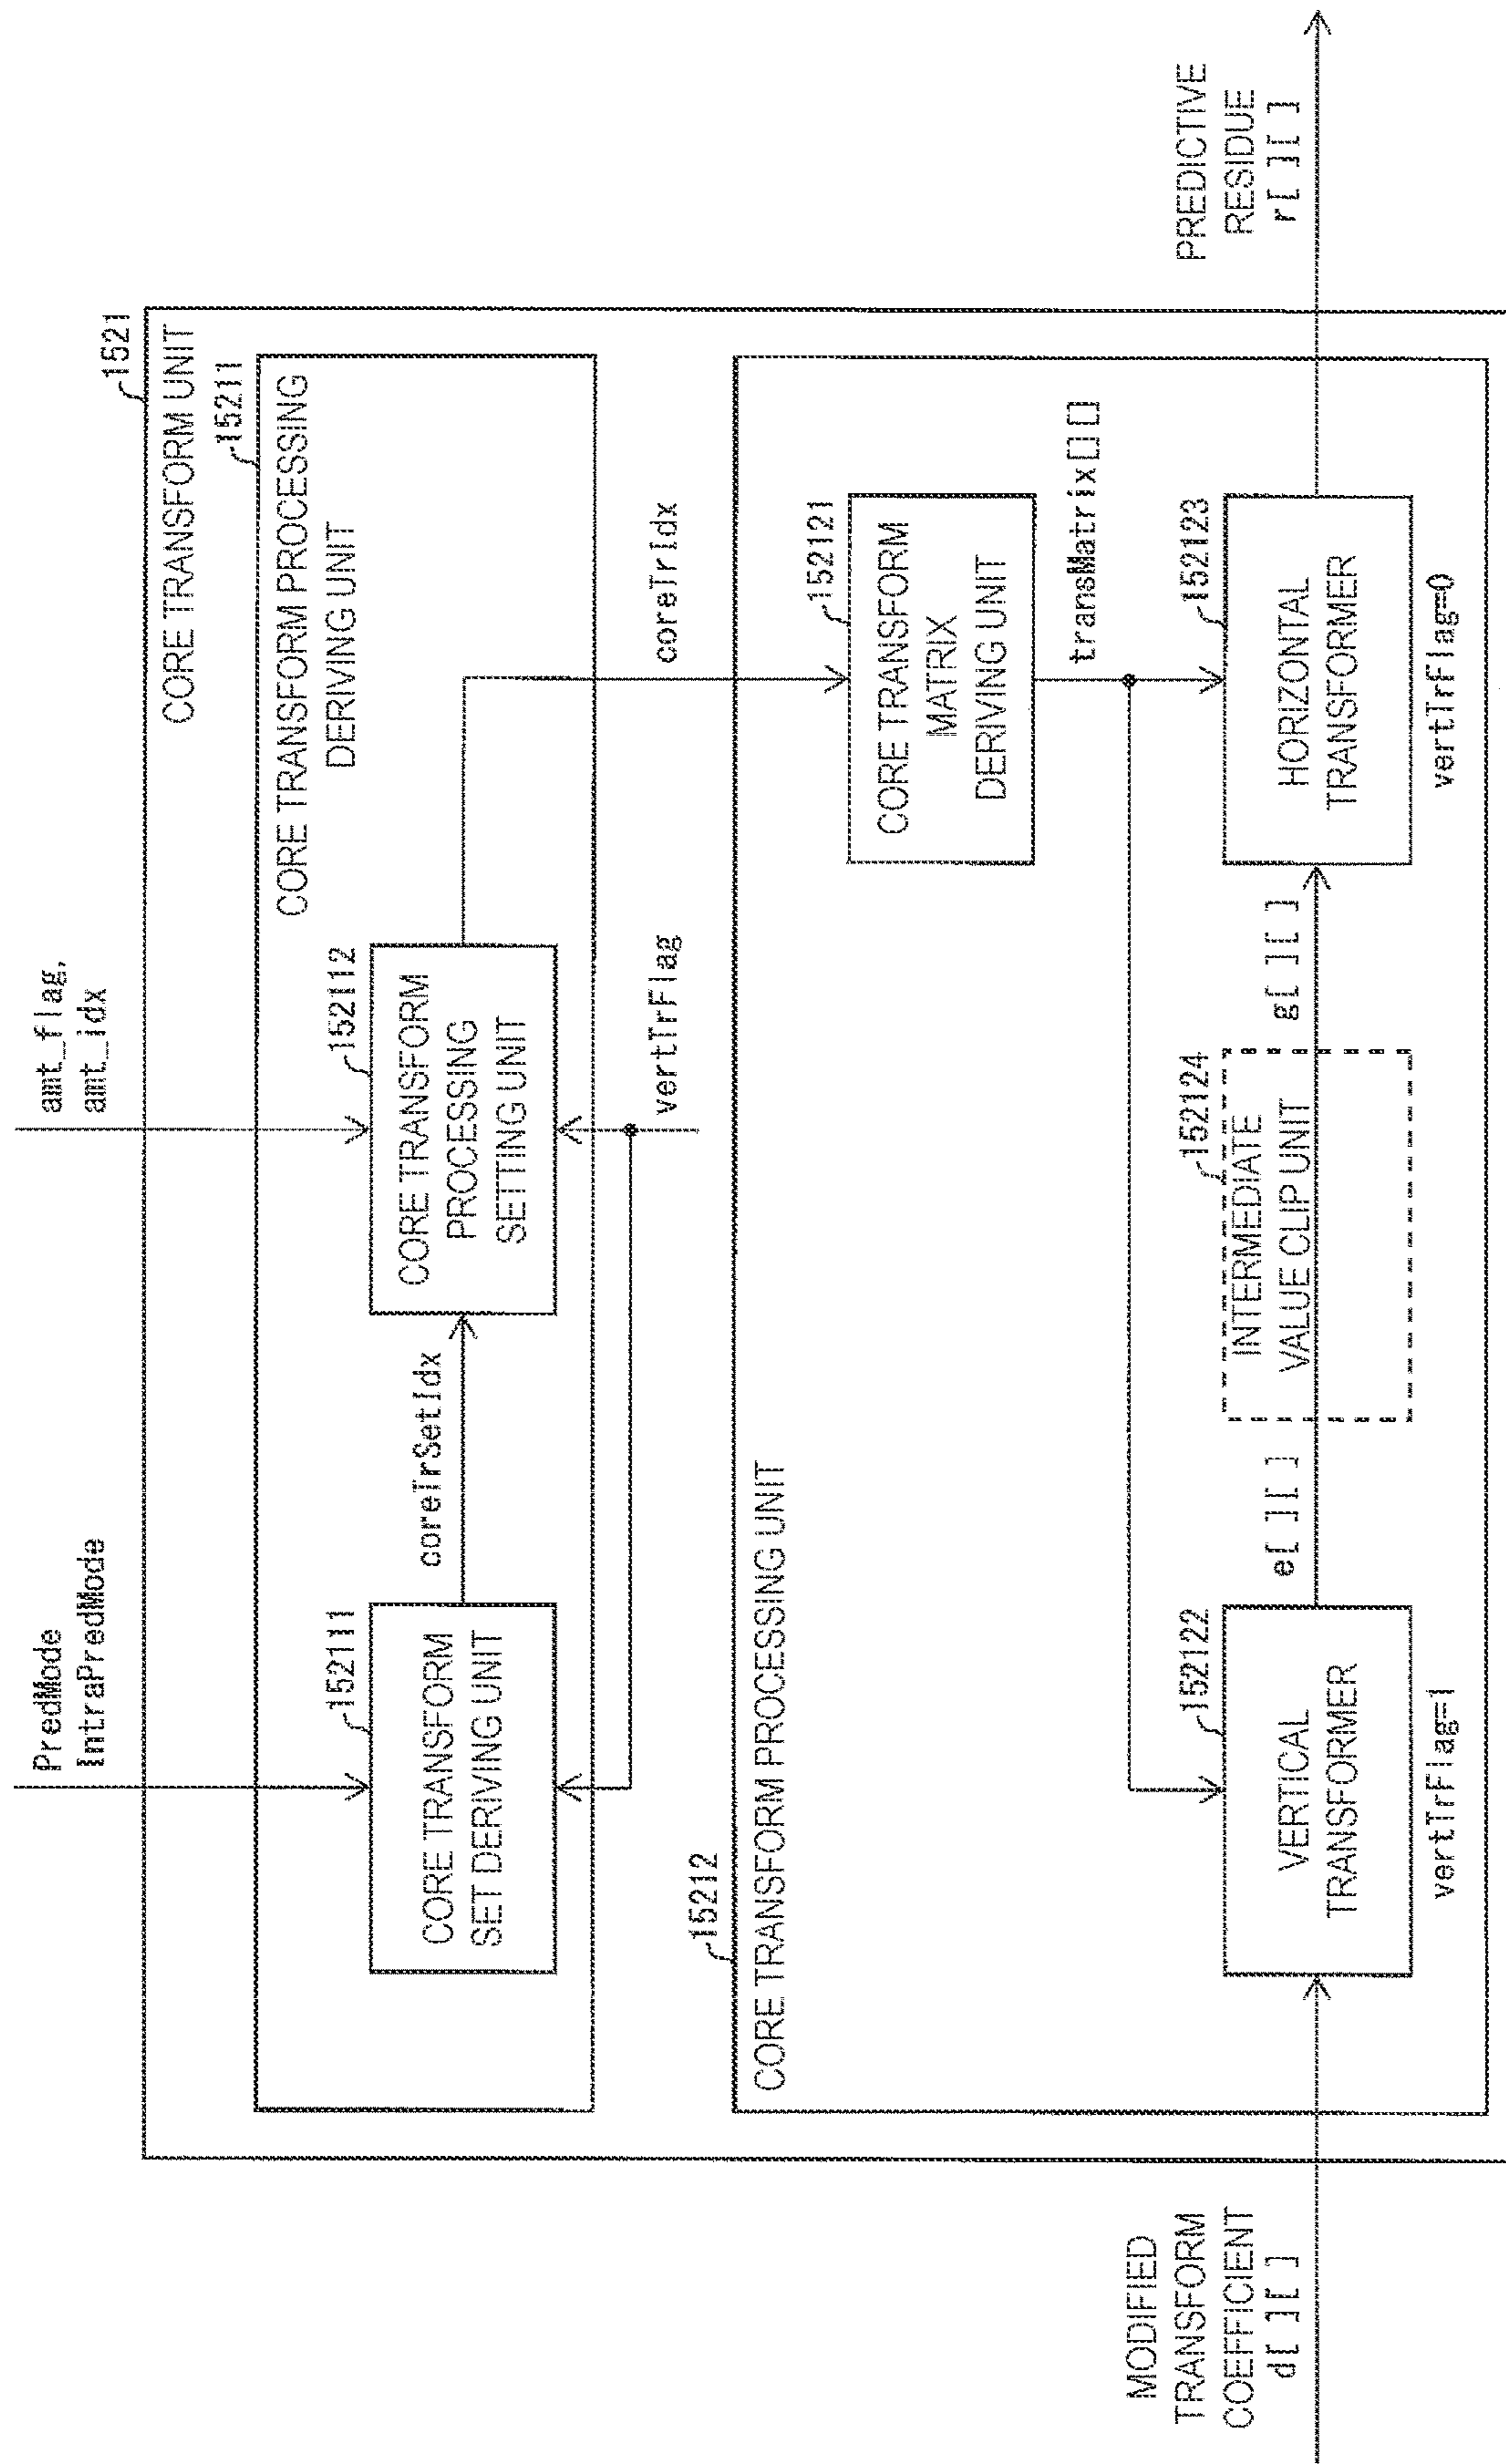 PredMode
IntraPredMode
amt_flag,
amt_idx
1521
CORE TRANSFORM UNIT
15211
CORE TRANSFORM PROCESSING
DERIVING UNIT
152111
CORE TRANSFORM
SET DERIVING UNIT
coreTrSetIdx
152112
CORE TRANSFORM
PROCESSING
SETTING UNIT
vertTrFlag
coreTrIdx
15212
CORE TRANSFORM PROCESSING UNIT
152121
CORE TRANSFORM
MATRIX
DERIVING UNIT
transMatrix[][]
MODIFIED
TRANSFORM
COEFFICIENT
d[ ][ ]
152122
VERTICAL
TRANSFORMER
vertTrFlag=1
e[ ][ ]
152124
INTERMEDIATE
VALUE CLIP UNIT
g[ ][ ]
152123
HORIZONTAL
TRANSFORMER
vertTrFlag=0
PREDICTIVE
RESIDUE
r[ ][ ]